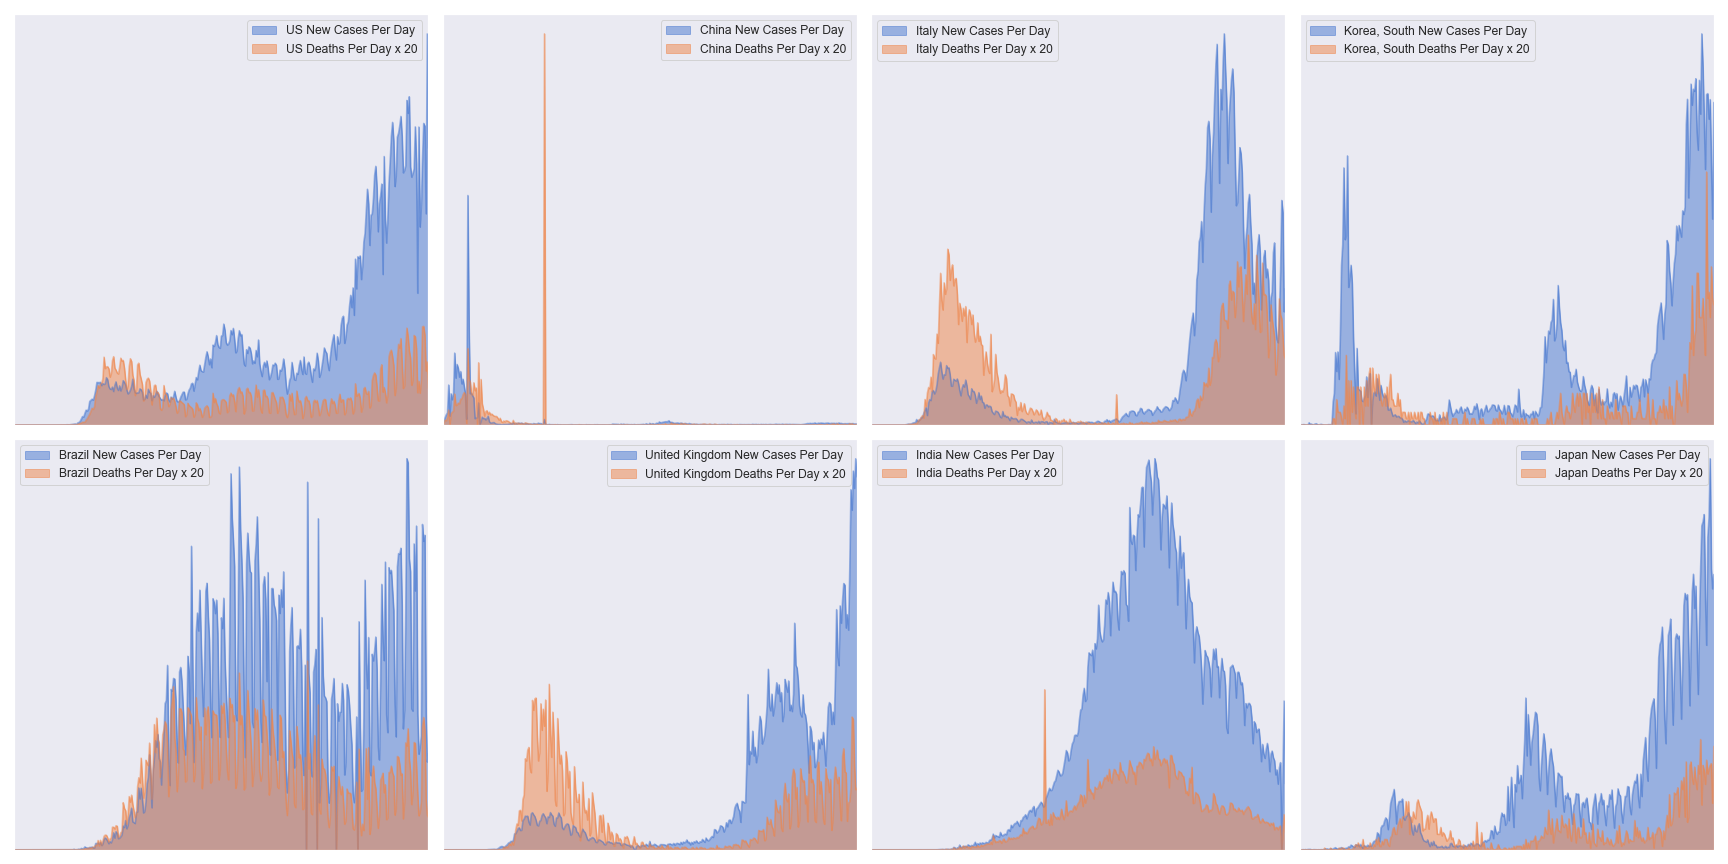 US New Cases Per Day
US Deaths Per Day x 20
China New Cases Per Day
China Deaths Per Day x 20
Italy New Cases Per Day
Italy Deaths Per Day x 20
Korea, South New Cases Per Day
Korea, South Deaths Per Day x 20
Brazil New Cases Per Day
Brazil Deaths Per Day x 20
United Kingdom New Cases Per Day
United Kingdom Deaths Per Day x 20
India New Cases Per Day
India Deaths Per Day x 20
Japan New Cases Per Day
Japan Deaths Per Day x 20